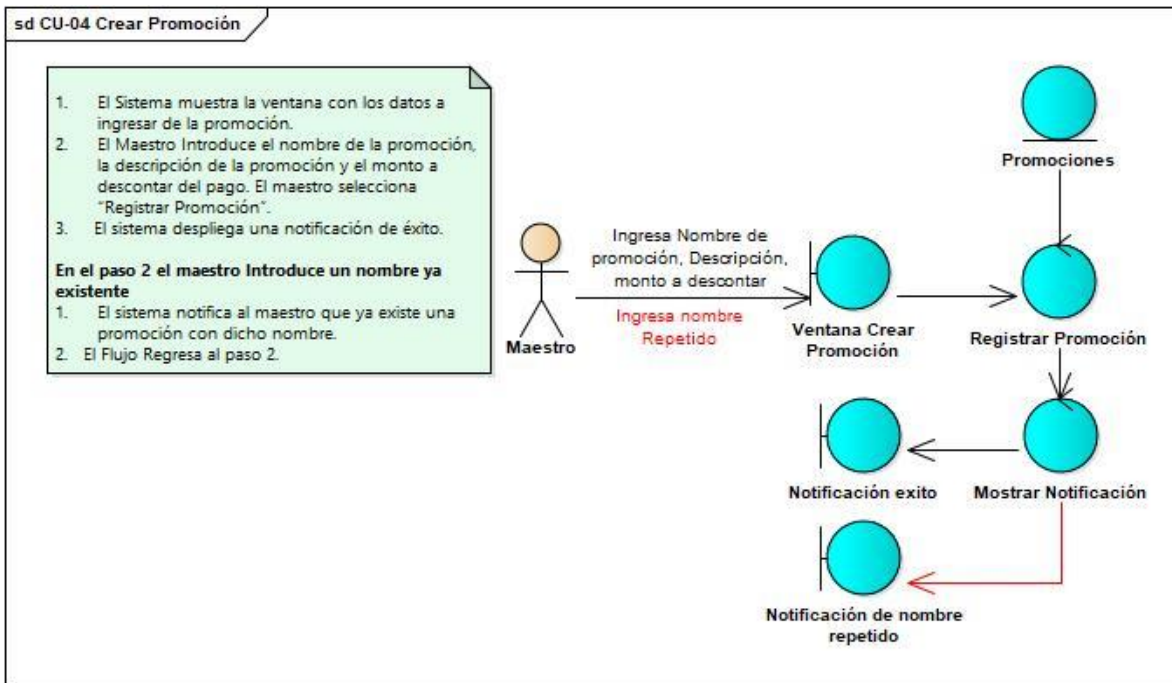 sd CU-04 Crear Promoción
1. El Sistema muestra la ventana con los datos a
ingresar de la promoción.
2. El Maestro Introduce el nombre de la promoción,
la descripción de la promoción y el monto a
descontar del pago. El maestro selecciona
“Registrar Promoción”.
3. El sistema despliega una notificación de éxito.
En el paso 2 el maestro Introduce un nombre ya
existente
1. El sistema notifica al maestro que ya existe una
promoción con dicho nombre.
2. El Flujo Regresa al paso 2.
Maestro
Ingresa Nombre de
promoción, Descripción,
monto a descontar
Ingresa nombre
Repetido
Ventana Crear
Promoción
Promociones
Registrar Promoción
Notificación exito
Mostrar Notificación
Notificación de nombre
repetido